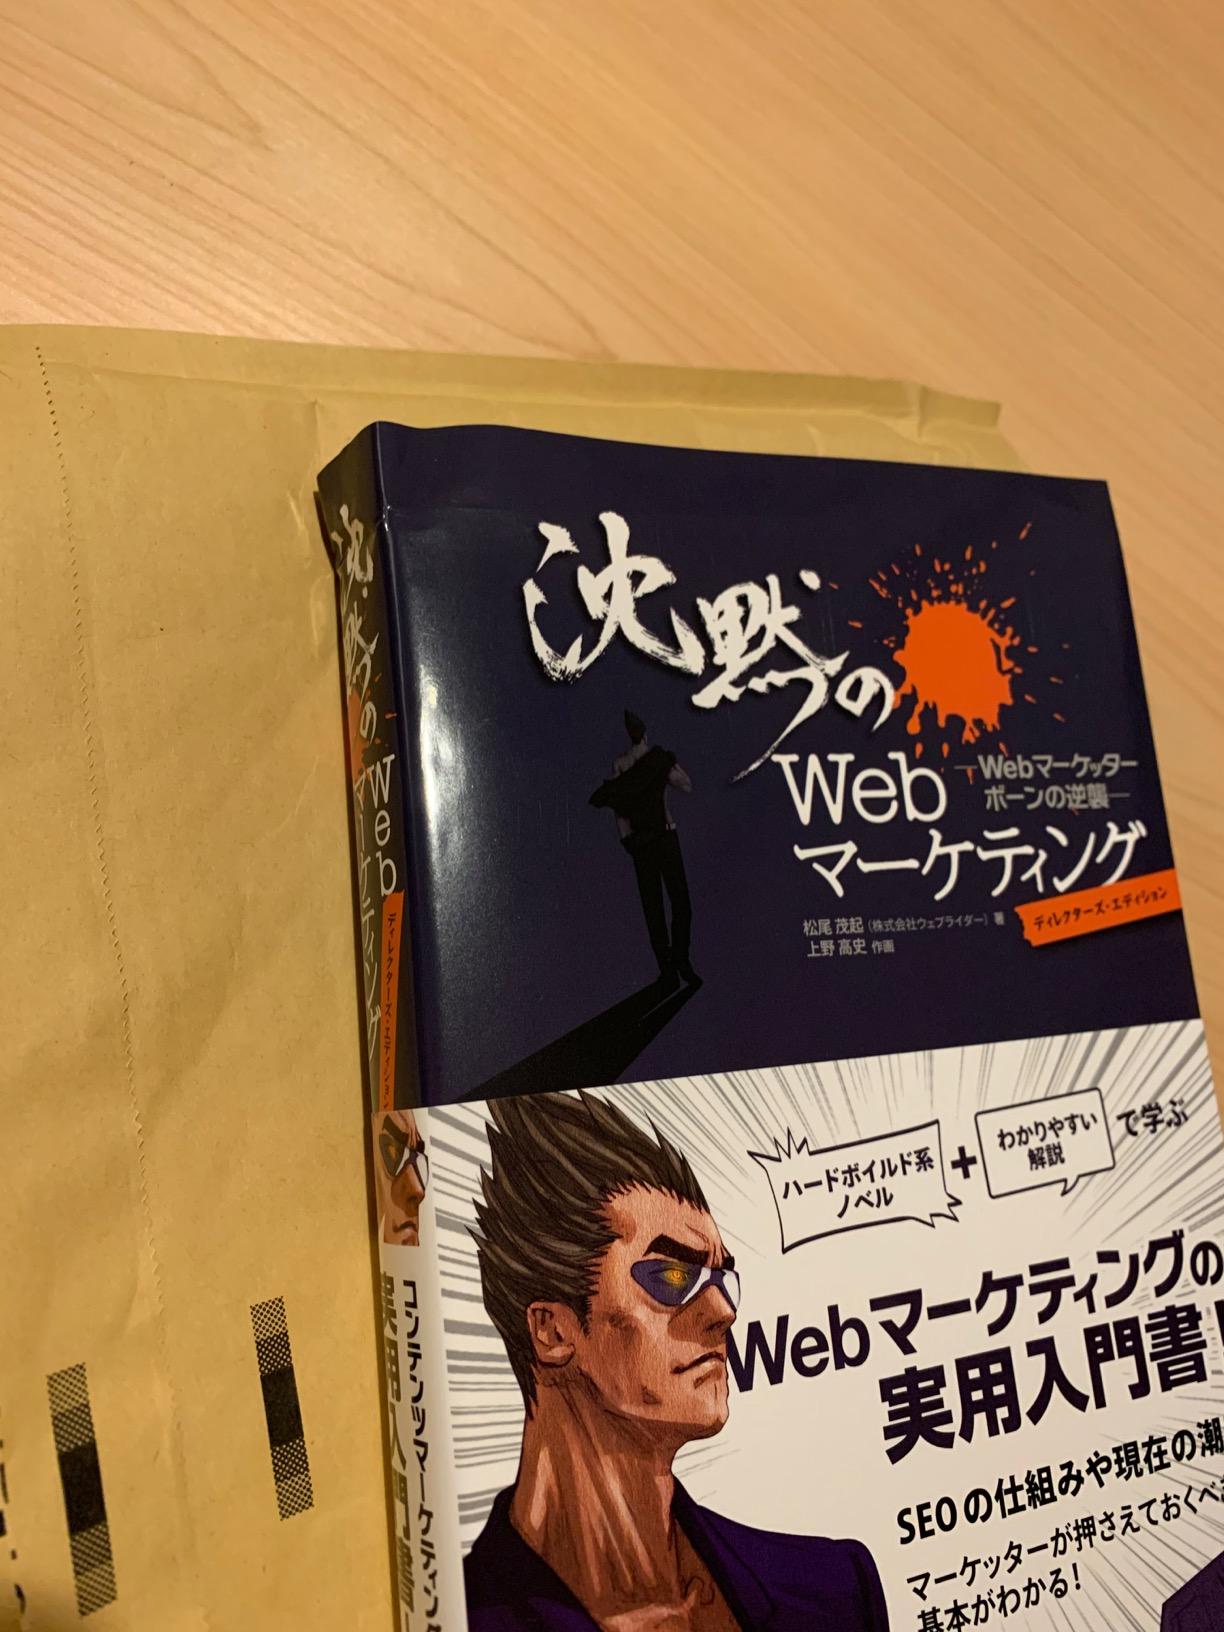 沈黙の
Web
マーケティング
―Webマーケッター
ボーンの逆襲―
ディレクターズ・エディション
松尾 茂起（株式会社ウェブライダー）著
上野 高史 作画
ハードボイルド系
ノベル
+
わかりやすい
解説
で学ぶ
Webマーケティングの
実用入門書!
SEOの仕組みや現在の潮
マーケッターが押さえておくべき
基本がわかる!
沈黙の
Web
マーケティング
ディレクターズ・エディション
コンテンツマーケティング
実用入門書